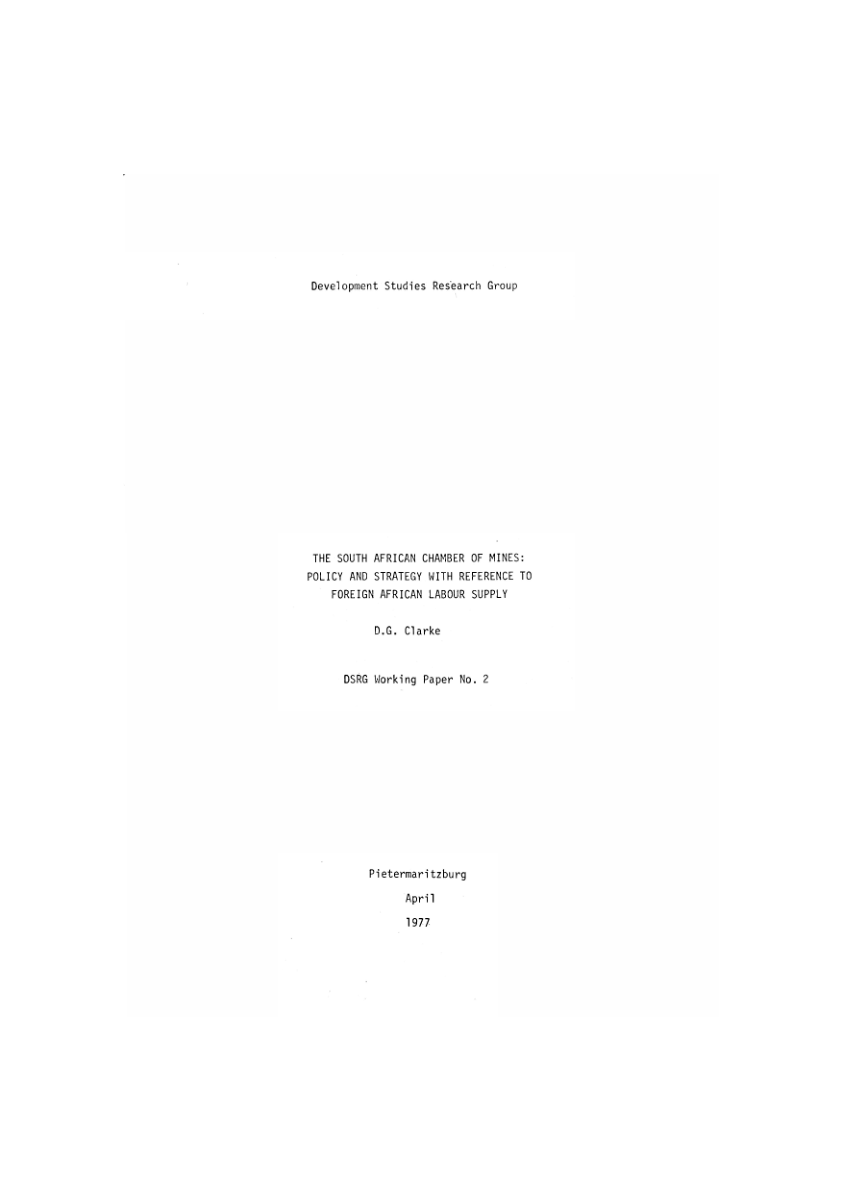 Development Studies Research Group
THE SOUTH AFRICAN CHAMBER OF MINES:
POLICY AND STRATEGY WITH REFERENCE TO
FOREIGN AFRICAN LABOUR SUPPLY
D.G. Clarke
DSRG Working Paper No. 2
Pietermaritzburg
April
1977